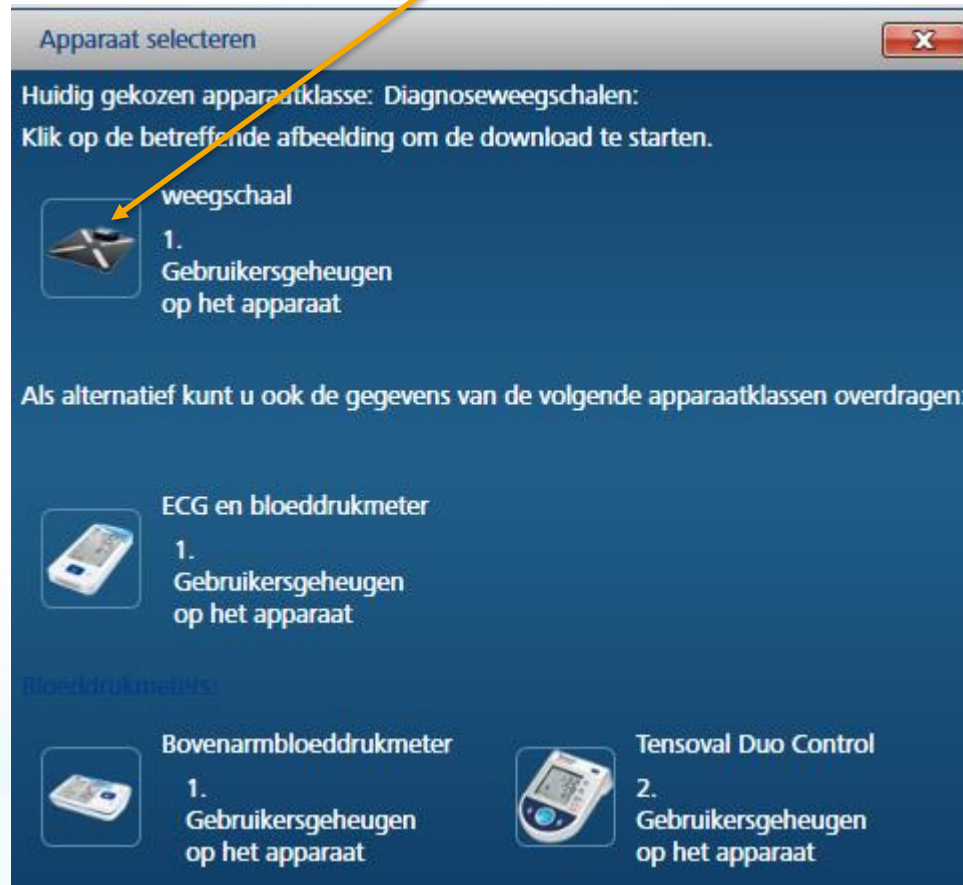 Apparaat selecteren
X
Huidig gekozen apparaatklasse: Diagnoseweegschalen:
Klik op de betreffende afbeelding om de download te starten.
weegschaal
1.
Gebruikersgeheugen
op het apparaat
Als alternatief kunt u ook de gegevens van de volgende apparaatklassen overdragen:
ECG en bloeddrukmeter
1.
Gebruikersgeheugen
op het apparaat
Bloeddrukmeters:
Bovenarmbloeddrukmeter
1.
Gebruikersgeheugen
op het apparaat
Tensoval Duo Control
2.
Gebruikersgeheugen
op het apparaat